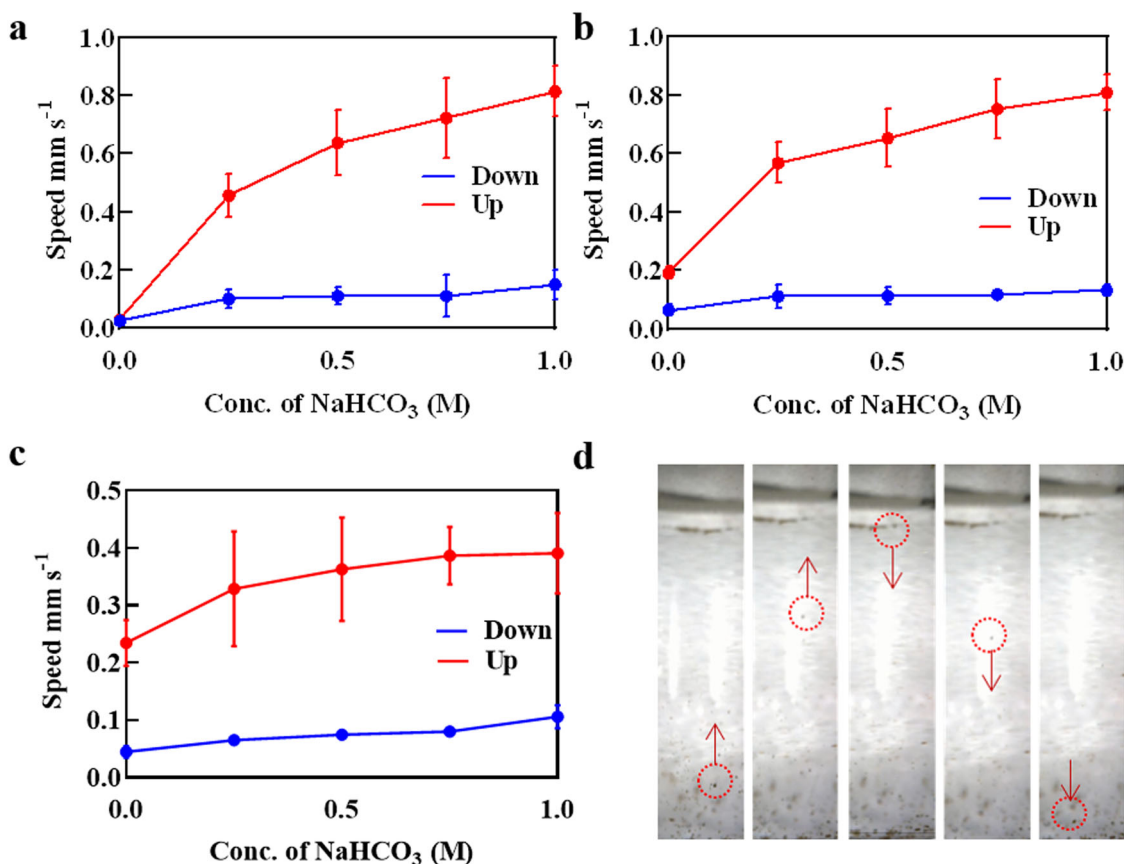 a
1.0
0.8
0.6
0.4
0.2
0.0
Speed mm s⁻¹
Down
Up
0.0 0.5 1.0
Conc. of NaHCO₃ (M)
b
1.0
0.8
0.6
0.4
0.2
0.0
Speed mm s⁻¹
Down
Up
0.0 0.5 1.0
Conc. of NaHCO₃ (M)
c
0.5
0.4
0.3
0.2
0.1
0.0
Speed mm s⁻¹
Down
Up
0.0 0.5 1.0
Conc. of NaHCO₃ (M)
d